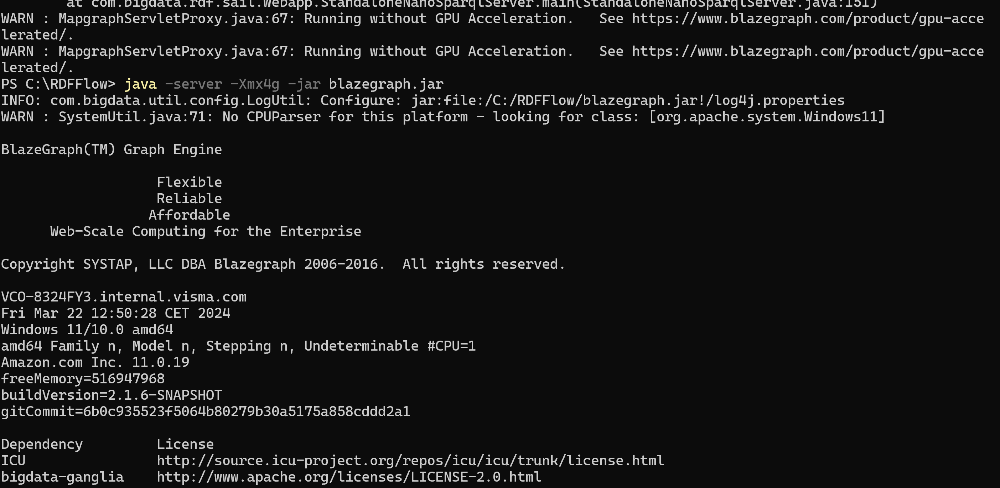 at com.bigdata.rdf.sail.webapp.StandaloneNanoSparqlServer.main(StandaloneNanoSparqlServer.java:151)
WARN : MapgraphServletProxy.java:67: Running without GPU Acceleration.   See https://www.blazegraph.com/product/gpu-acce
lerated/.
WARN : MapgraphServletProxy.java:67: Running without GPU Acceleration.   See https://www.blazegraph.com/product/gpu-acce
lerated/.
PS C:\RDFFlow> java -server -Xmx4g -jar blazegraph.jar
INFO: com.bigdata.util.config.LogUtil: Configure: jar:file:/C:/RDFFlow/blazegraph.jar!/log4j.properties
WARN : SystemUtil.java:71: No CPUParser for this platform - looking for class: [org.apache.system.Windows11]
BlazeGraph(TM) Graph Engine
Flexible
Reliable
Affordable
Web-Scale Computing for the Enterprise
Copyright SYSTAP, LLC DBA Blazegraph 2006-2016.  All rights reserved.
VCO-8324FY3.internal.visma.com
Fri Mar 22 12:50:28 CET 2024
Windows 11/10.0 amd64
amd64 Family n, Model n, Stepping n, Undeterminable #CPU=1
Amazon.com Inc. 11.0.19
freeMemory=516947968
buildVersion=2.1.6-SNAPSHOT
gitCommit=6b0c935523f5064b80279b30a5175a858cddd2a1
Dependency         License
ICU                http://source.icu-project.org/repos/icu/icu/trunk/license.html
bigdata-ganglia    http://www.apache.org/licenses/LICENSE-2.0.html